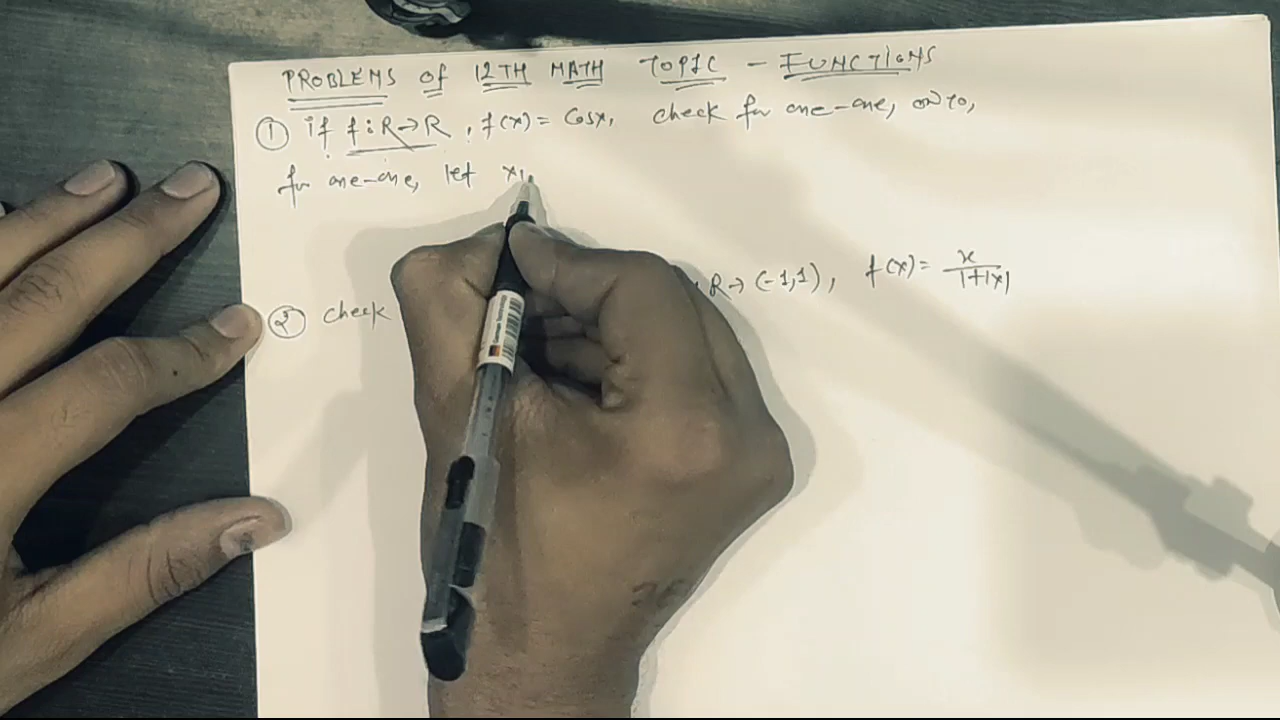 PROBLEMS of 12TH MATH TOPIC - FUNCTIONS
① if f:R→R, f(x) = Cosx, check for one-one, onto,
for one-one, let x1,
② check R→(-1,1), f(x) = x/1+|x|